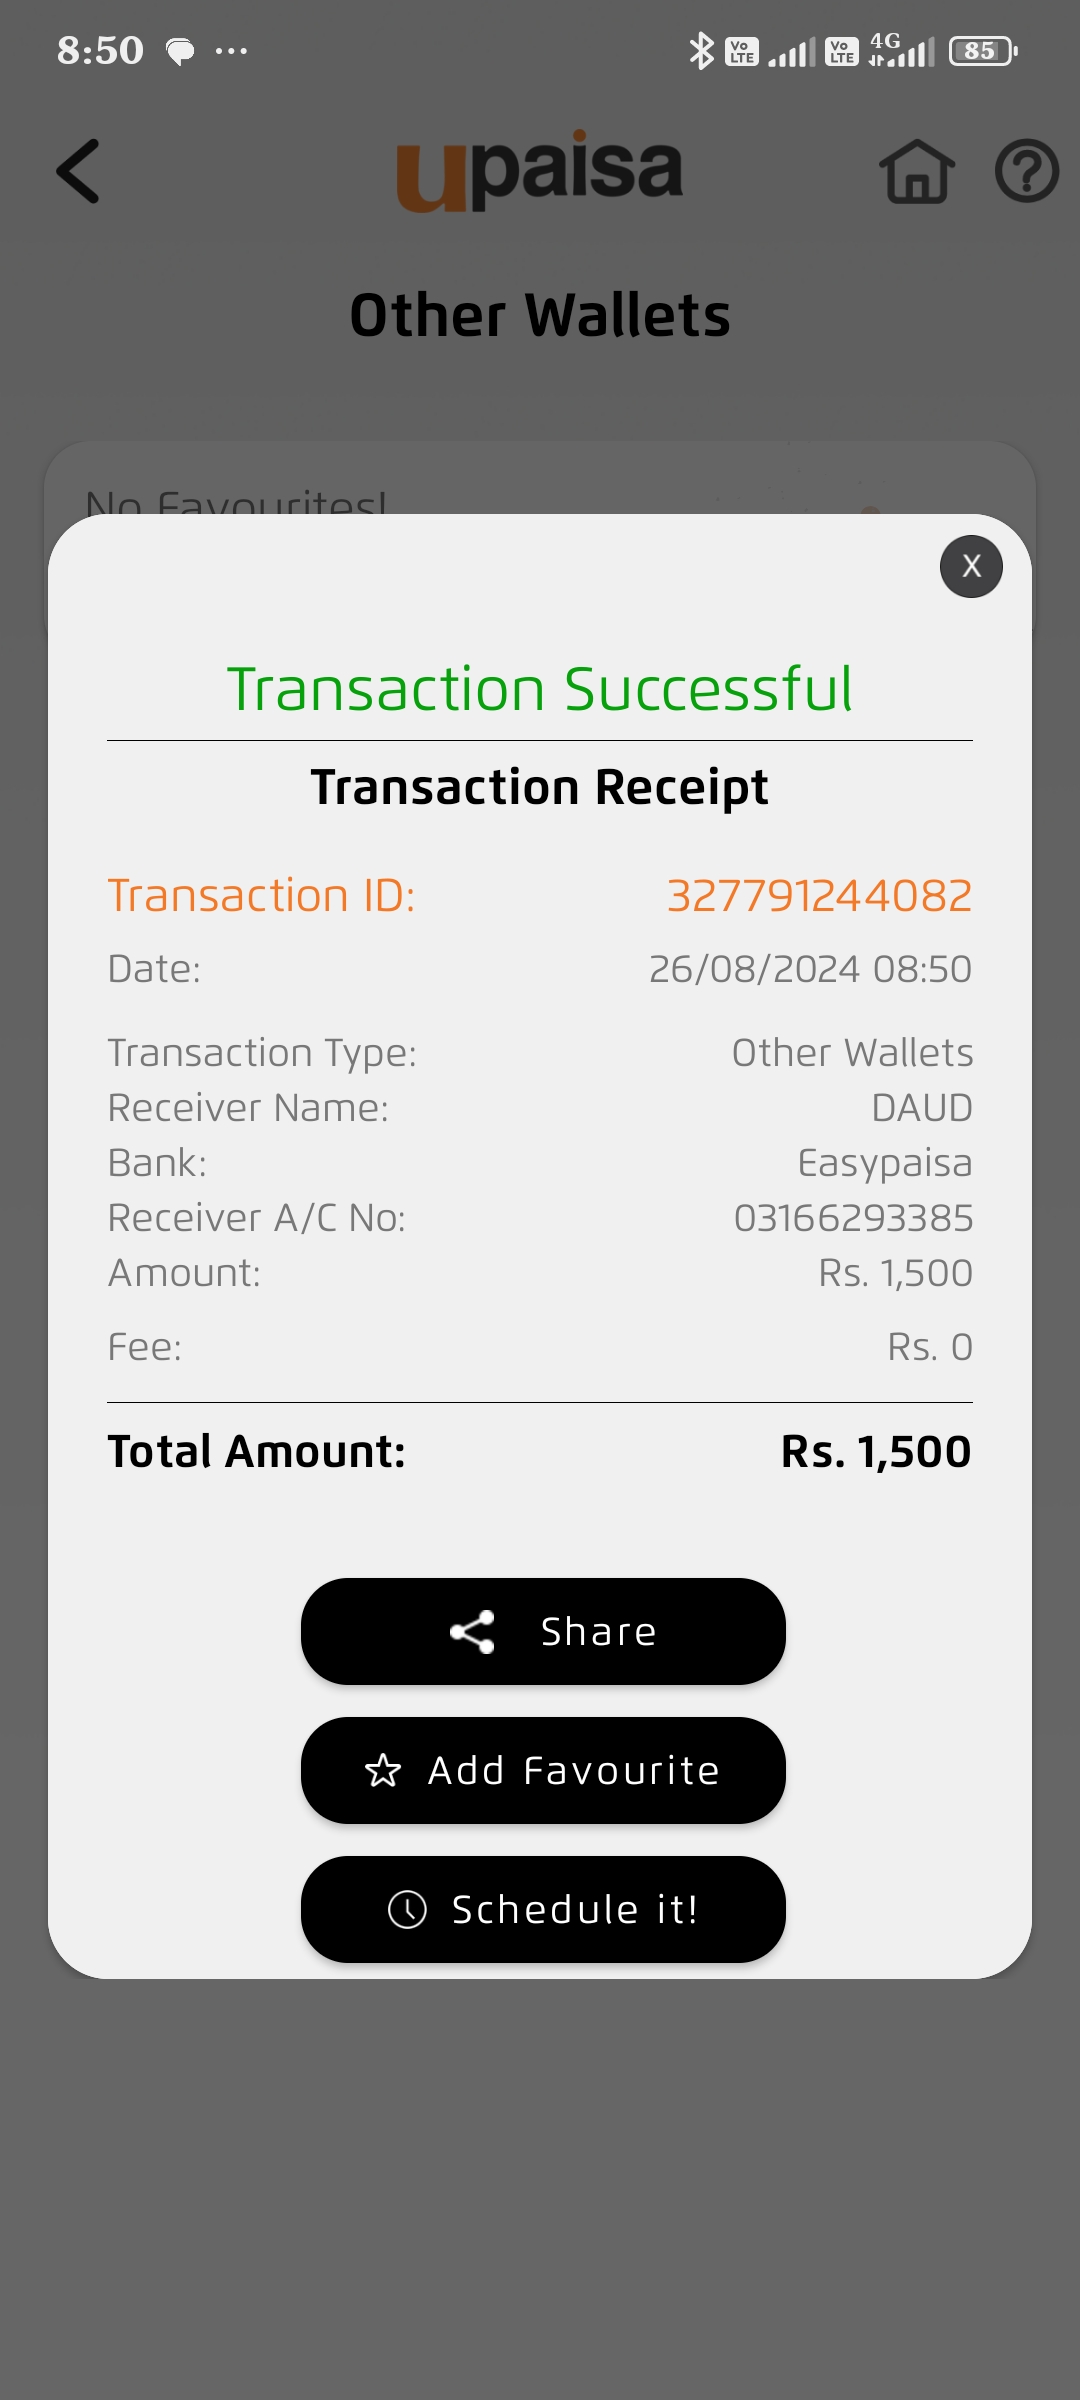 8:50 ... Vo LTE Vo LTE 4G 85
upaisa
Other Wallets
No Favourites!
X
Transaction Successful
Transaction Receipt
Transaction ID: 327791244082
Date: 26/08/2024 08:50
Transaction Type: Other Wallets
Receiver Name: DAUD
Bank: Easypaisa
Receiver A/C No: 03166293385
Amount: Rs. 1,500
Fee: Rs. 0
Total Amount: Rs. 1,500
Share
Add Favourite
Schedule it!